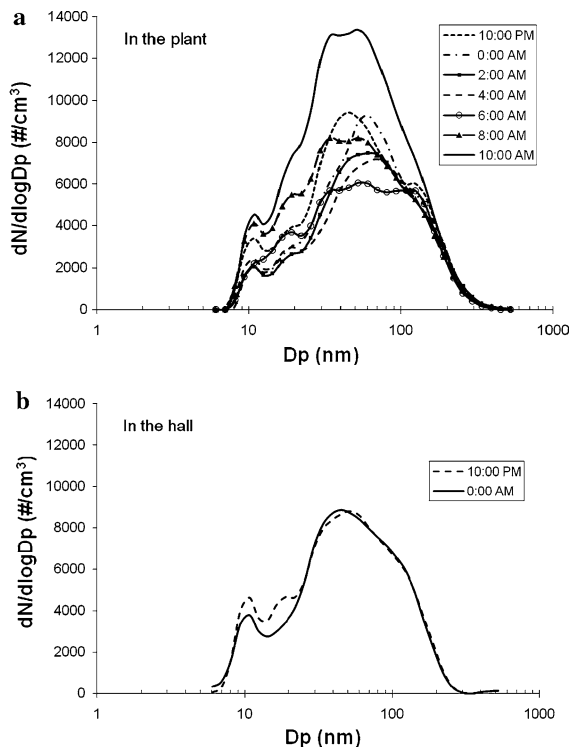 a
In the plant
14000
12000
10000
8000
6000
4000
2000
0
dN/dlogDp (#/cm³)
10:00 PM
0:00 AM
2:00 AM
4:00 AM
6:00 AM
8:00 AM
10:00 AM
1 10 100 1000
Dp (nm)
b
In the hall
14000
12000
10000
8000
6000
4000
2000
0
dN/dlogDp (#/cm³)
10:00 PM
0:00 AM
1 10 100 1000
Dp (nm)